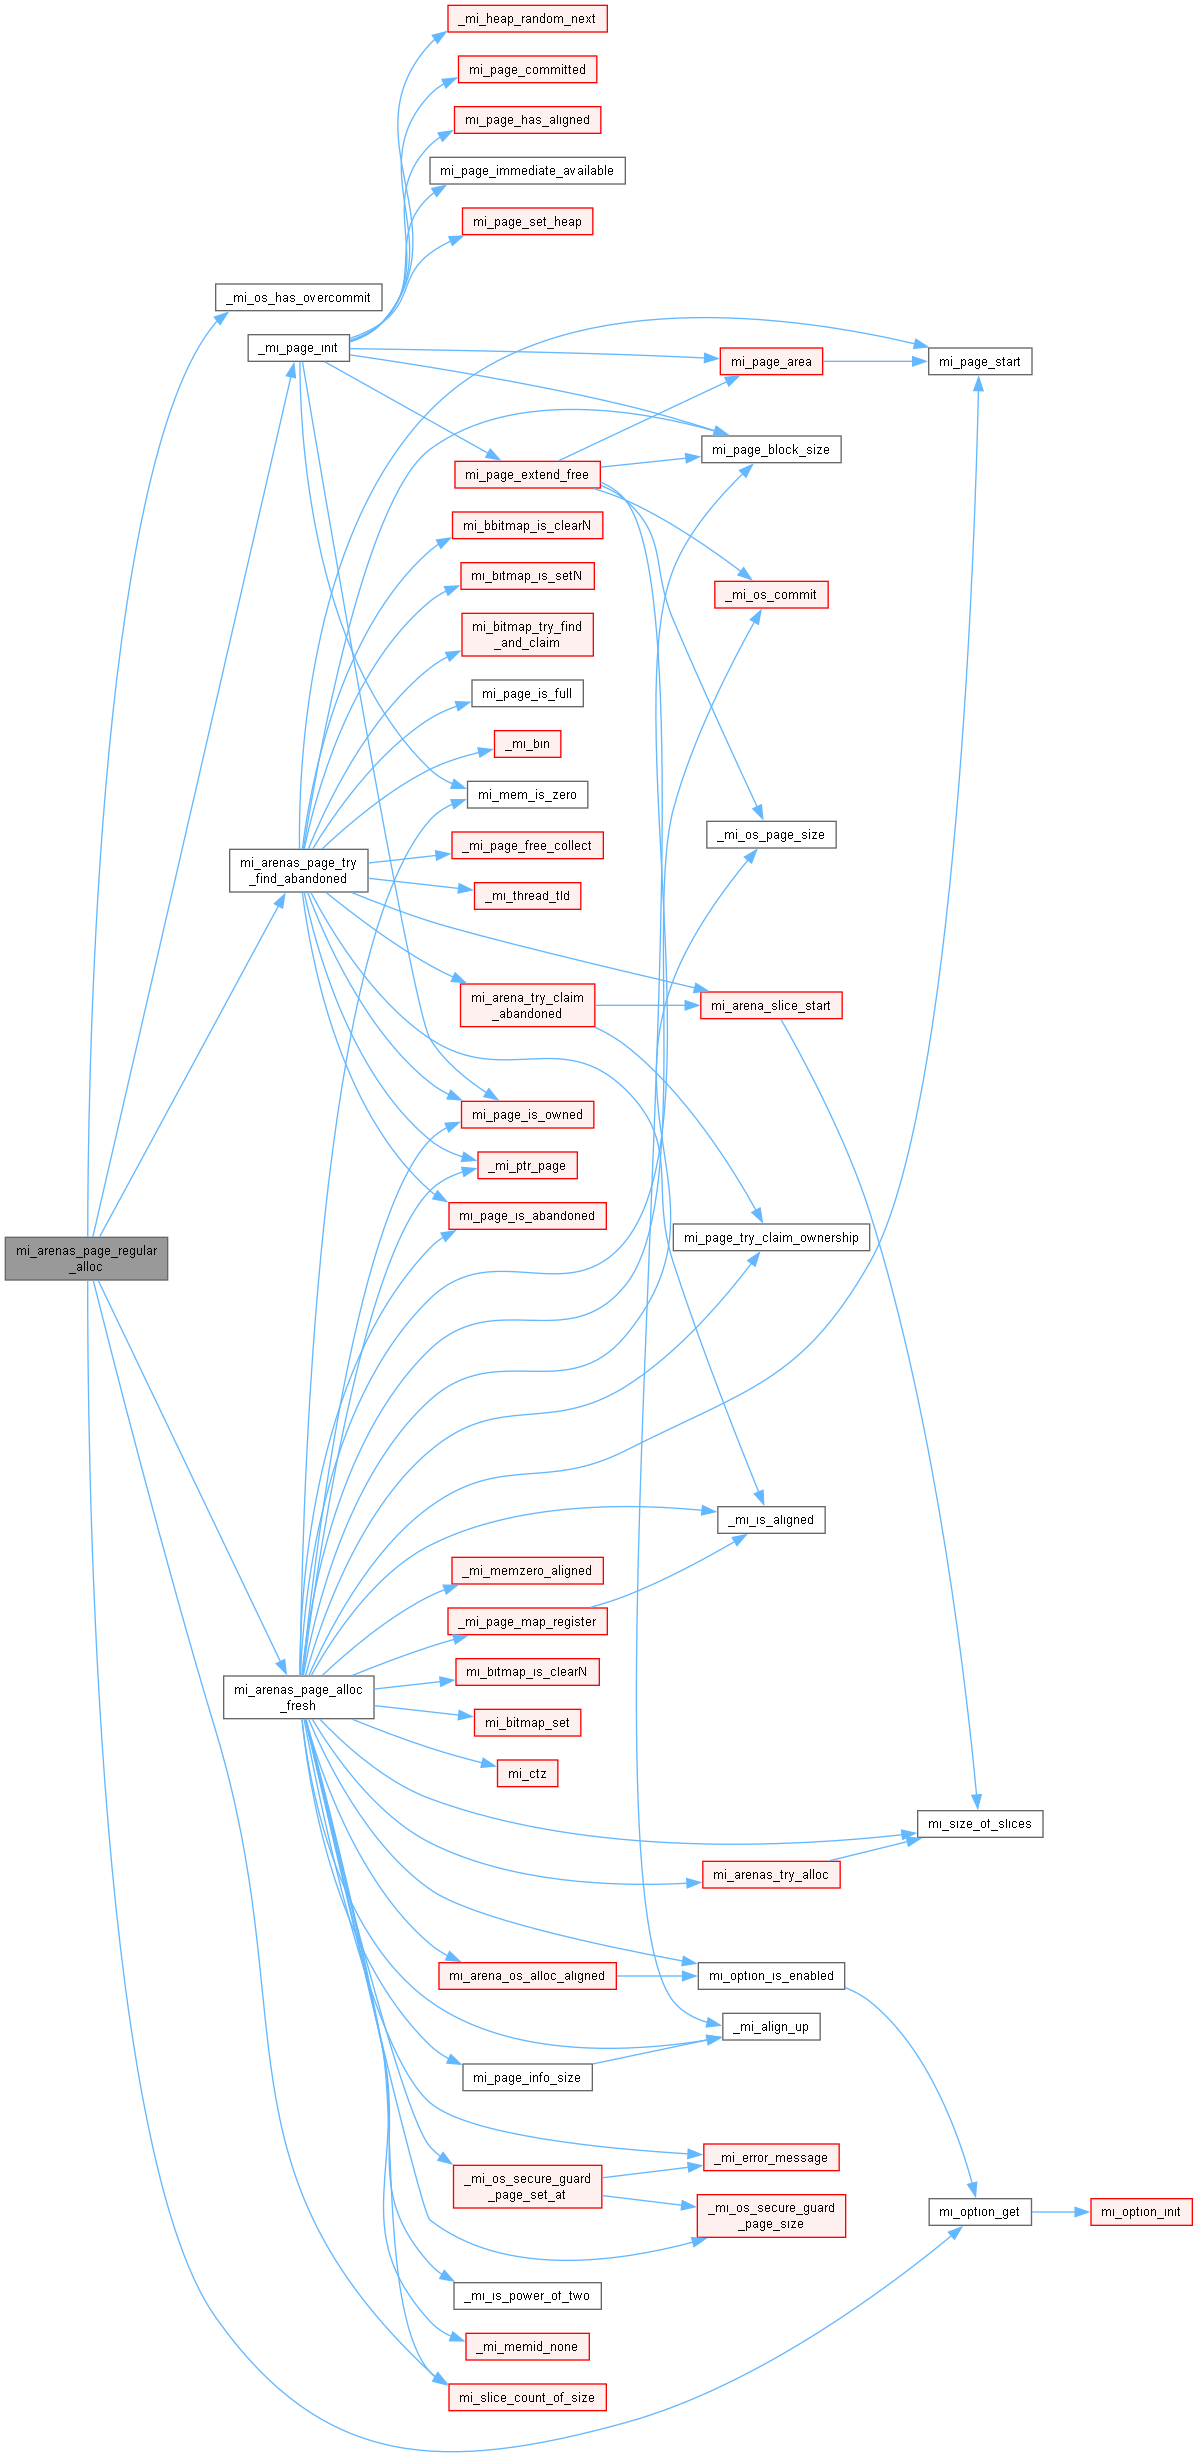 _mi_heap_random_next
mi_page_committed
mi_page_has_aligned
mi_page_immediate_available
mi_page_set_heap
_mi_os_has_overcommit
_mi_page_init
mi_page_area
mi_page_start
mi_page_block_size
mi_page_extend_free
mi_bbitmap_is_clearN
mi_bitmap_is_setN
_mi_os_commit
mi_bitmap_try_find
_and_claim
mi_page_is_full
_mi_bin
mi_mem_is_zero
_mi_os_page_size
_mi_page_free_collect
mi_arenas_page_try
_find_abandoned
_mi_thread_tld
mi_arena_try_claim
_abandoned
mi_arena_slice_start
mi_page_is_owned
_mi_ptr_page
mi_page_is_abandoned
mi_page_try_claim_ownership
mi_arenas_page_regular
_alloc
_mi_is_aligned
_mi_memzero_aligned
_mi_page_map_register
mi_bitmap_is_clearN
mi_arenas_page_alloc
_fresh
mi_bitmap_set
mi_ctz
mi_size_of_slices
mi_arenas_try_alloc
mi_arena_os_alloc_aligned
mi_option_is_enabled
_mi_align_up
mi_page_info_size
_mi_error_message
_mi_os_secure_guard
_page_set_at
_mi_os_secure_guard
_page_size
mi_option_get
mi_option_init
_mi_is_power_of_two
_mi_memid_none
mi_slice_count_of_size